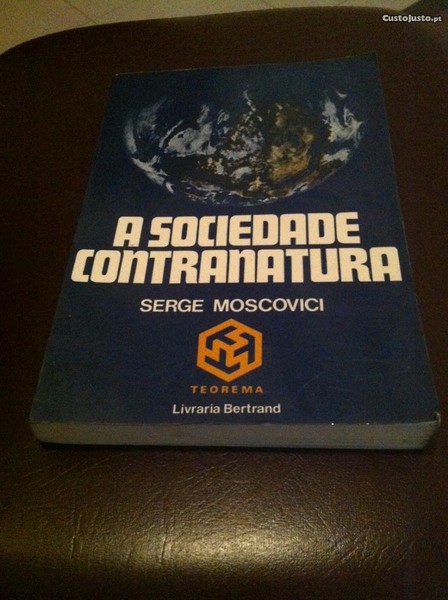 CustoJusto.pt
A SOCIEDADE
CONTRANATURA
SERGE MOSCOVICI
TEOREMA
Livraria Bertrand